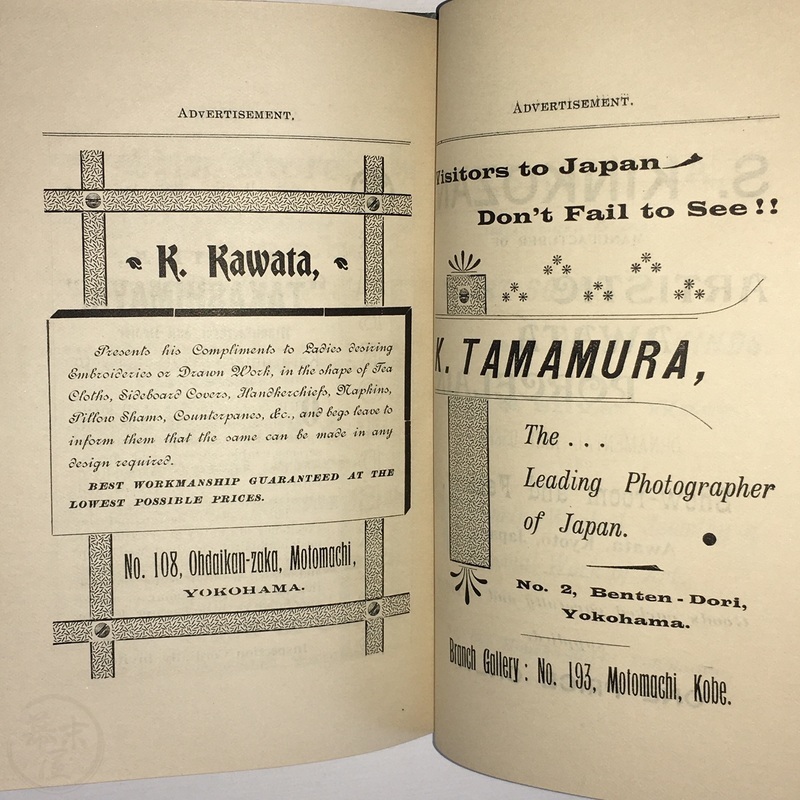 ADVERTISEMENT.
K. Kawata,
Presents his Compliments to Ladies desiring
Embroideries or Drawn Work, in the shape of Tea
Cloths, Sideboard Covers, Handkerchiefs, Napkins,
Pillow Shams, Counterpanes, &c., and begs leave to
inform them that the same can be made in any
design required.
BEST WORKMANSHIP GUARANTEED AT THE
LOWEST POSSIBLE PRICES.
No. 108, Ohdaikan-zaka, Motomachi,
YOKOHAMA.
ADVERTISEMENT.
Visitors to Japan
Don't Fail to See!!
K. TAMAMURA,
The . . .
Leading Photographer
of Japan.
No. 2, Benten-Dori,
Yokohama.
Branch Gallery: No. 193, Motomachi, Kobe.